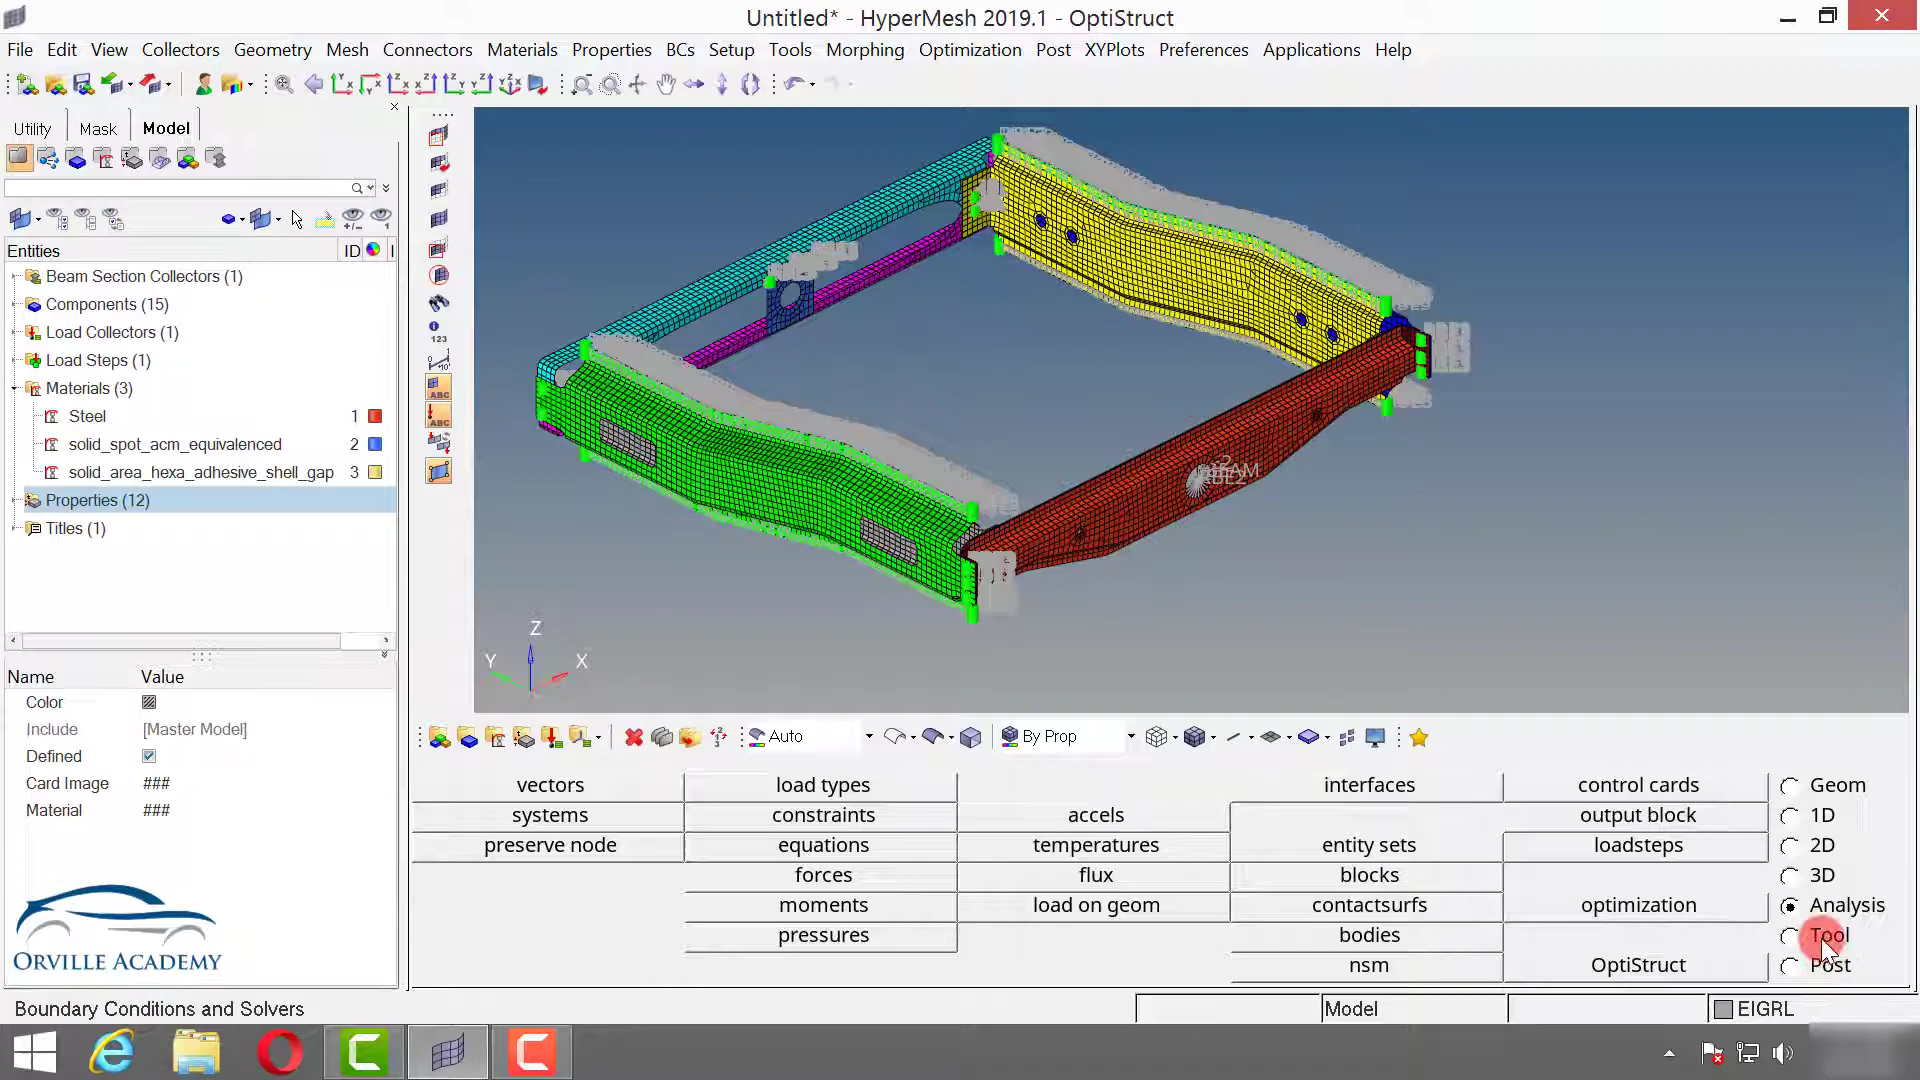 Untitled* - HyperMesh 2019.1 - OptiStruct
File Edit View Collectors Geometry Mesh Connectors Materials Properties BCs Setup Tools Morphing Optimization Post XYPlots Preferences Applications Help
Utility Mask Model
Entities ID
Beam Section Collectors (1)
Components (15)
Load Collectors (1)
Load Steps (1)
Materials (3)
Steel 1
solid_spot_acm_equivalenced 2
solid_area_hexa_adhesive_shell_gap 3
Properties (12)
Titles (1)
Name Value
Color
Include [Master Model]
Defined
Card Image ###
Material ###
ORVILLE ACADEMY
123
ABC
ABC
Z
Y X
Auto By Prop
vectors load types interfaces control cards Geom
systems constraints accels output block 1D
preserve node equations temperatures entity sets loadsteps 2D
forces flux blocks 3D
moments load on geom contactsurfs optimization Analysis
pressures bodies Tool
nsm OptiStruct Post
Boundary Conditions and Solvers Model EIGRL